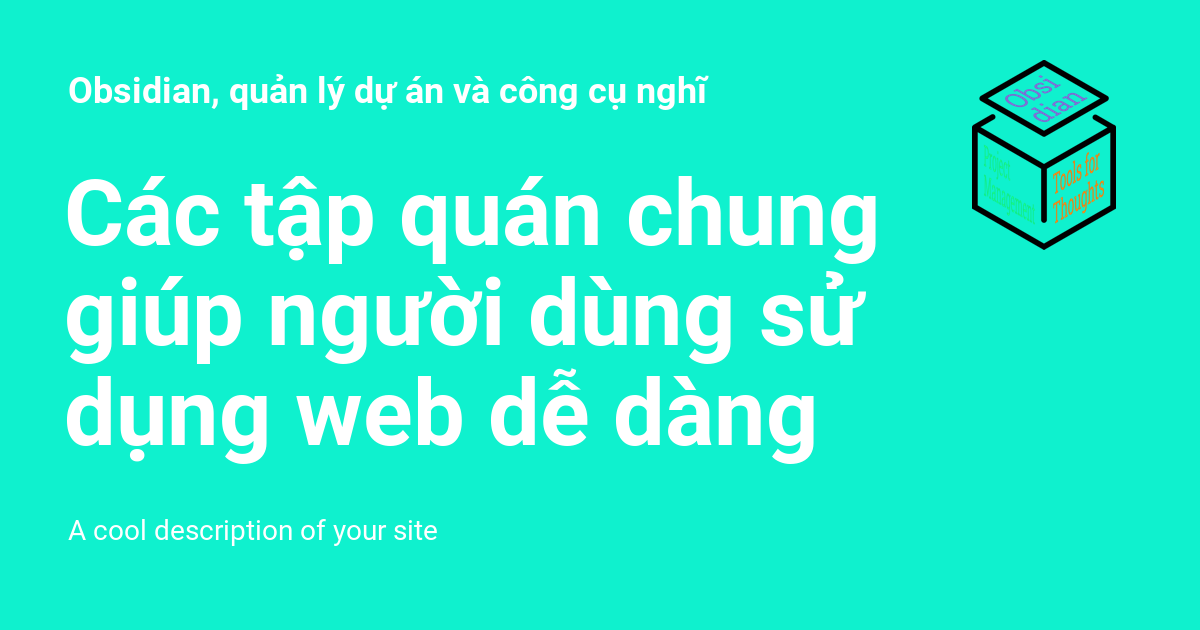 Obsidian, quản lý dự án và công cụ nghĩ
Obsi
dian
Project
Management
Tools for
Thoughts
Các tập quán chung
giúp người dùng sử
dụng web dễ dàng
A cool description of your site